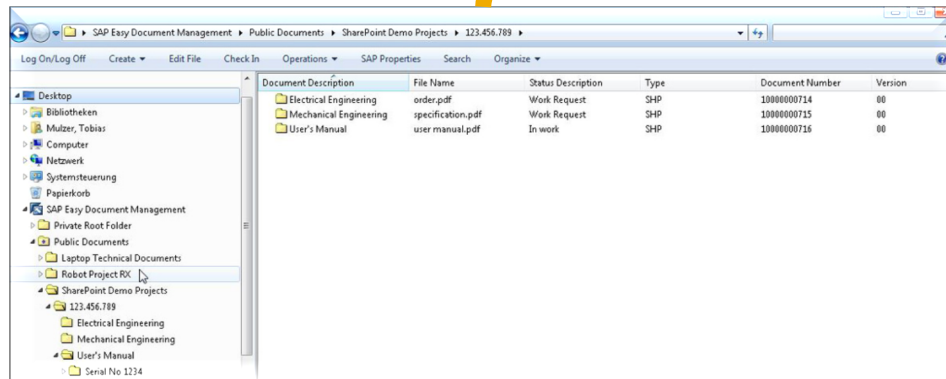 SAP Easy Document Management Public Documents SharePoint Demo Projects 123.456.789
Log On/Log Off Create Edit File Check In Operations SAP Properties Search Organize
Document Description File Name Status Description Type Document Number Version
Electrical Engineering order.pdf Work Request SHP 10000000714 00
Mechanical Engineering specification.pdf Work Request SHP 10000000715 00
User's Manual user manual.pdf In work SHP 10000000716 00
Desktop
Bibliotheken
Mulzer, Tobias
Computer
Netzwerk
Systemsteuerung
Papierkorb
SAP Easy Document Management
Private Root Folder
Public Documents
Laptop Technical Documents
Robot Project RX
SharePoint Demo Projects
123.456.789
Electrical Engineering
Mechanical Engineering
User's Manual
Serial No 1234